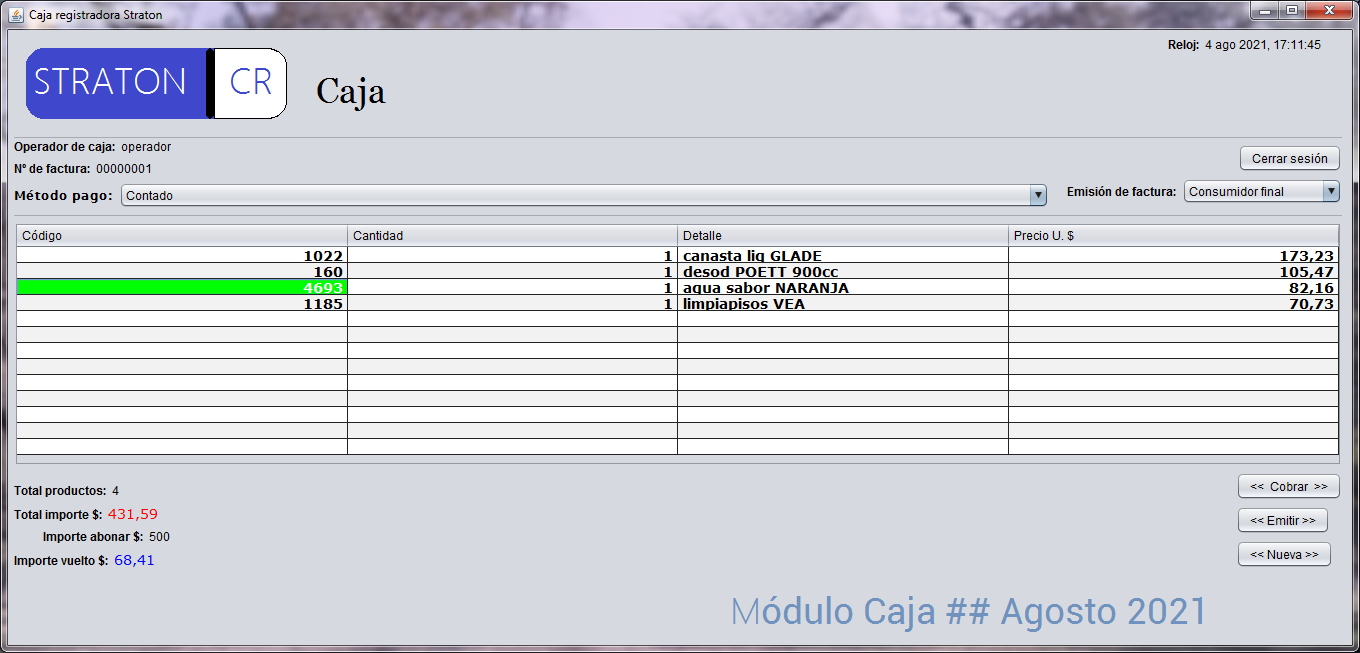 Caja registradora Straton
Reloj: 4 ago 2021, 17:11:45
STRATON CR Caja
Operador de caja: operador
Nº de factura: 00000001
Cerrar sesión
Método pago: Contado Emisión de factura: Consumidor final
Código Cantidad Detalle Precio U. $
1022 1 canasta liq GLADE 173,23
160 1 desod POETT 900cc 105,47
4693 1 agua sabor NARANJA 82,16
1185 1 limpiapisos VEA 70,73
Total productos: 4
<< Cobrar >>
Total importe $: 431,59
<< Emitir >>
Importe abonar $: 500
Importe vuelto $: 68,41
<< Nueva >>
Módulo Caja ## Agosto 2021